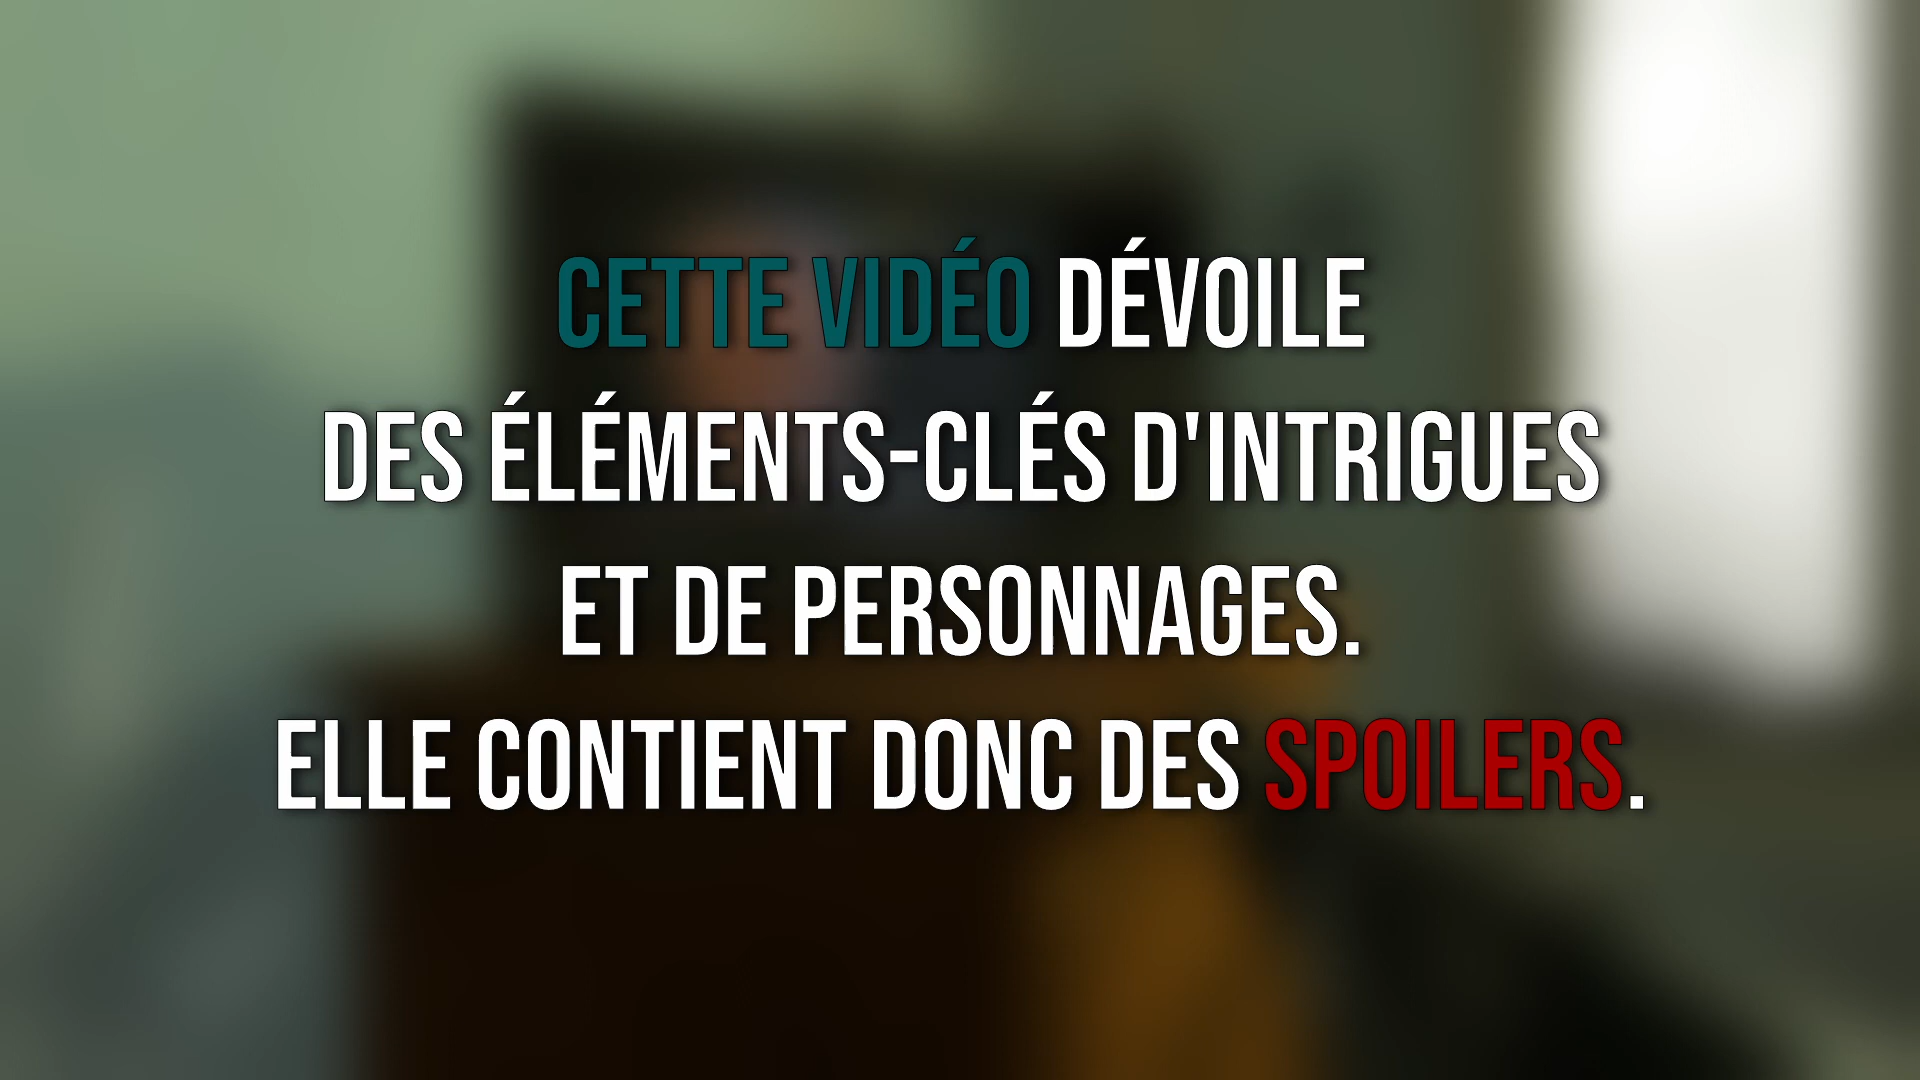 CETTE VIDÉO DÉVOILE
DES ÉLÉMENTS-CLÉS D'INTRIGUES
ET DE PERSONNAGES.
ELLE CONTIENT DONC DES SPOILERS.